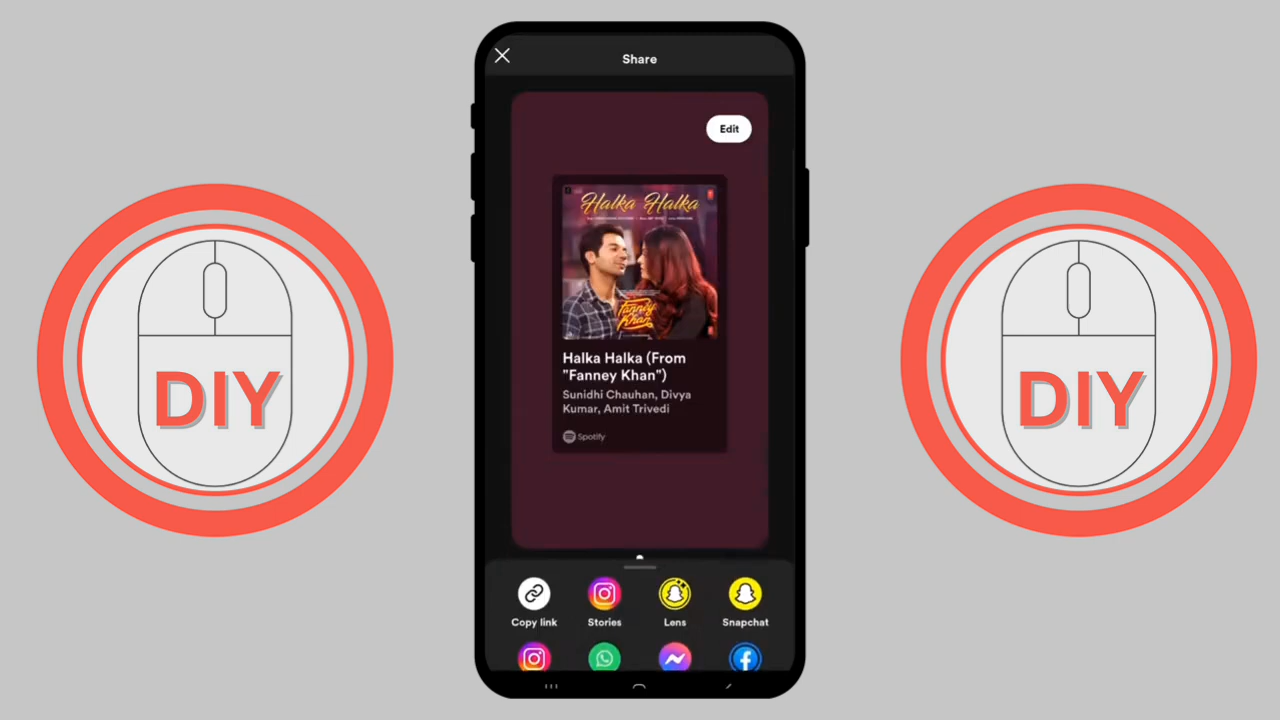 Share
Edit
Halka Halka
Fanney Khan
Halka Halka (From
"Fanney Khan")
Sunidhi Chauhan, Divya
Kumar, Amit Trivedi
Spotify
Copy link
Stories
Lens
Snapchat
DIY
DIY